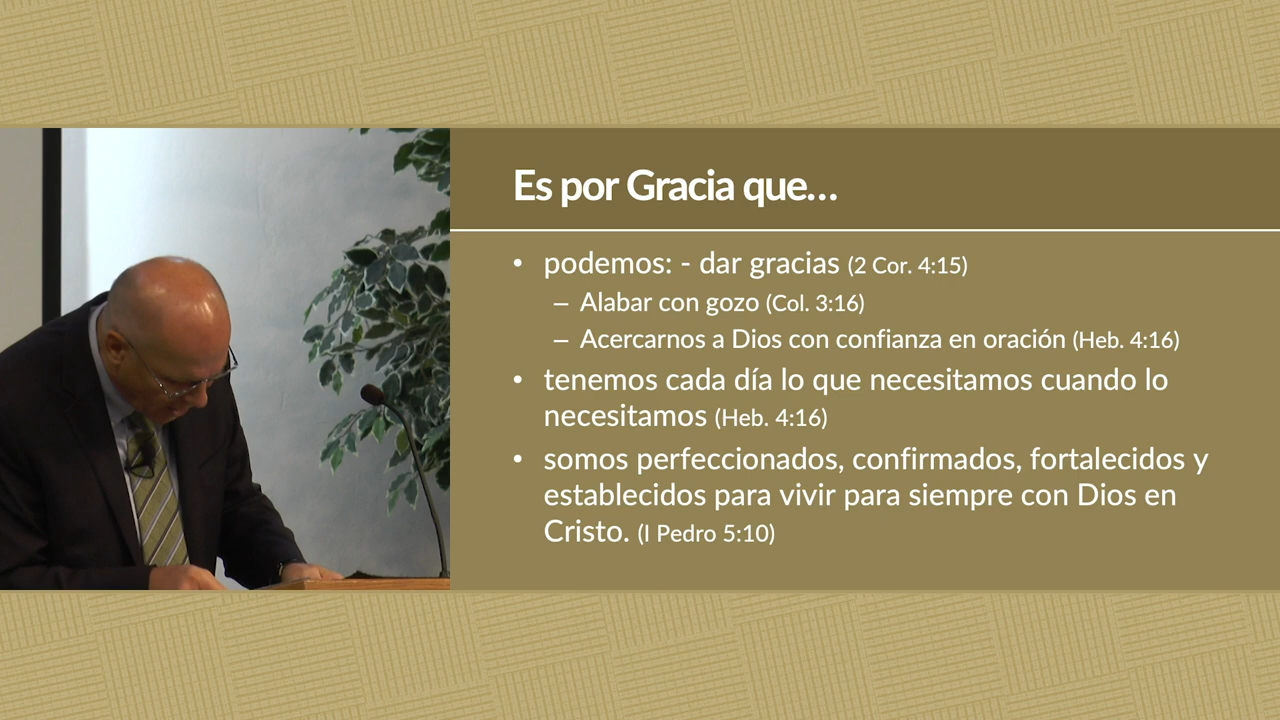 Es por Gracia que...
• podemos: - dar gracias (2 Cor. 4:15)
– Alabar con gozo (Col. 3:16)
– Acercarnos a Dios con confianza en oración (Heb. 4:16)
• tenemos cada día lo que necesitamos cuando lo
necesitamos (Heb. 4:16)
• somos perfeccionados, confirmados, fortalecidos y
establecidos para vivir para siempre con Dios en
Cristo. (I Pedro 5:10)